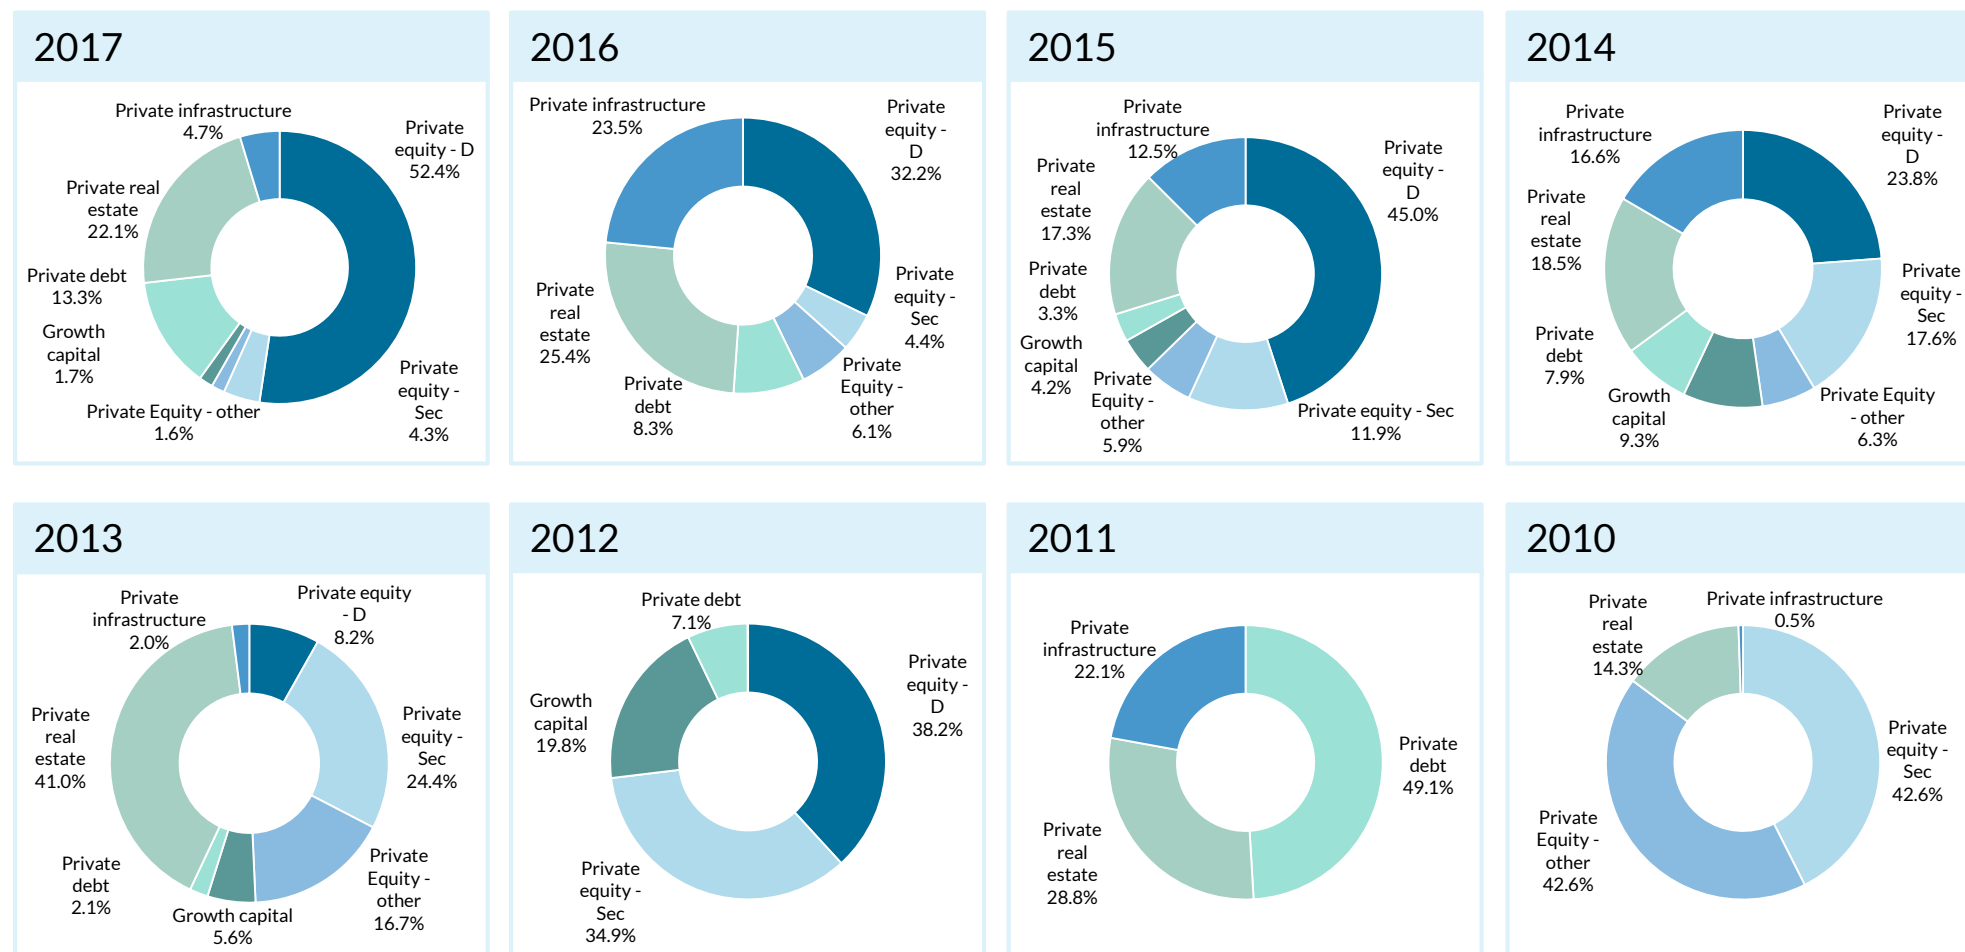 2017
Private infrastructure
4.7%
Private
equity - D
52.4%
Private real
estate
22.1%
Private debt
13.3%
Growth
capital
1.7%
Private Equity - other
1.6%
Private
equity -
Sec
4.3%
2016
Private infrastructure
23.5%
Private
equity -
D
32.2%
Private
equity -
Sec
4.4%
Private
real
estate
25.4%
Private
debt
8.3%
Private
Equity -
other
6.1%
2015
Private
infrastructure
12.5%
Private
equity -
D
45.0%
Private
real
estate
17.3%
Private
debt
3.3%
Growth
capital
4.2%
Private
Equity -
other
5.9%
Private equity - Sec
11.9%
2014
Private
infrastructure
16.6%
Private
equity -
D
23.8%
Private
real
estate
18.5%
Private
equity -
Sec
17.6%
Private
debt
7.9%
Growth
capital
9.3%
Private Equity
- other
6.3%
2013
Private
infrastructure
2.0%
Private equity
- D
8.2%
Private
real
estate
41.0%
Private
equity -
Sec
24.4%
Private
debt
2.1%
Growth capital
5.6%
Private
Equity -
other
16.7%
2012
Private debt
7.1%
Private
equity -
D
38.2%
Growth
capital
19.8%
Private
equity -
Sec
34.9%
2011
Private
infrastructure
22.1%
Private
debt
49.1%
Private
real
estate
28.8%
2010
Private
real
estate
14.3%
Private infrastructure
0.5%
Private
equity -
Sec
42.6%
Private
Equity -
other
42.6%